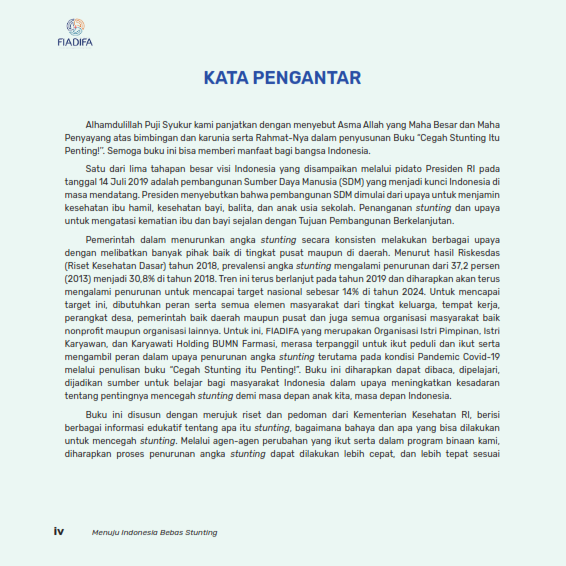 FIADIFA
KATA PENGANTAR
Alhamdulillah Puji Syukur kami panjatkan dengan menyebut Asma Allah yang Maha Besar dan Maha
Penyayang atas bimbingan dan karunia serta Rahmat-Nya dalam penyusunan Buku “Cegah Stunting Itu
Penting!”. Semoga buku ini bisa memberi manfaat bagi bangsa Indonesia.
Satu dari lima tahapan besar visi Indonesia yang disampaikan melalui pidato Presiden RI pada
tanggal 14 Juli 2019 adalah pembangunan Sumber Daya Manusia (SDM) yang menjadi kunci Indonesia di
masa mendatang. Presiden menyebutkan bahwa pembangunan SDM dimulai dari upaya untuk menjamin
kesehatan ibu hamil, kesehatan bayi, balita, dan anak usia sekolah. Penanganan stunting dan upaya
untuk mengatasi kematian ibu dan bayi sejalan dengan Tujuan Pembangunan Berkelanjutan.
Pemerintah dalam menurunkan angka stunting secara konsisten melakukan berbagai upaya
dengan melibatkan banyak pihak baik di tingkat pusat maupun di daerah. Menurut hasil Riskesdas
(Riset Kesehatan Dasar) tahun 2018, prevalensi angka stunting mengalami penurunan dari 37,2 persen
(2013) menjadi 30,8% di tahun 2018. Tren ini terus berlanjut pada tahun 2019 dan diharapkan akan terus
mengalami penurunan untuk mencapai target nasional sebesar 14% di tahun 2024. Untuk mencapai
target ini, dibutuhkan peran serta semua elemen masyarakat dari tingkat keluarga, tempat kerja,
perangkat desa, pemerintah baik daerah maupun pusat dan juga semua organisasi masyarakat baik
nonprofit maupun organisasi lainnya. Untuk ini, FIADIFA yang merupakan Organisasi Istri Pimpinan, Istri
Karyawan, dan Karyawati Holding BUMN Farmasi, merasa terpanggil untuk ikut peduli dan ikut serta
mengambil peran dalam upaya penurunan angka stunting terutama pada kondisi Pandemic Covid-19
melalui penulisan buku “Cegah Stunting itu Penting!”. Buku ini diharapkan dapat dibaca, dipelajari,
dijadikan sumber untuk belajar bagi masyarakat Indonesia dalam upaya meningkatkan kesadaran
tentang pentingnya mencegah stunting demi masa depan anak kita, masa depan Indonesia.
Buku ini disusun dengan merujuk riset dan pedoman dari Kementerian Kesehatan RI, berisi
berbagai informasi edukatif tentang apa itu stunting, bagaimana bahaya dan apa yang bisa dilakukan
untuk mencegah stunting. Melalui agen-agen perubahan yang ikut serta dalam program binaan kami,
diharapkan proses penurunan angka stunting dapat dilakukan lebih cepat, dan lebih tepat sesuai
iv Menuju Indonesia Bebas Stunting